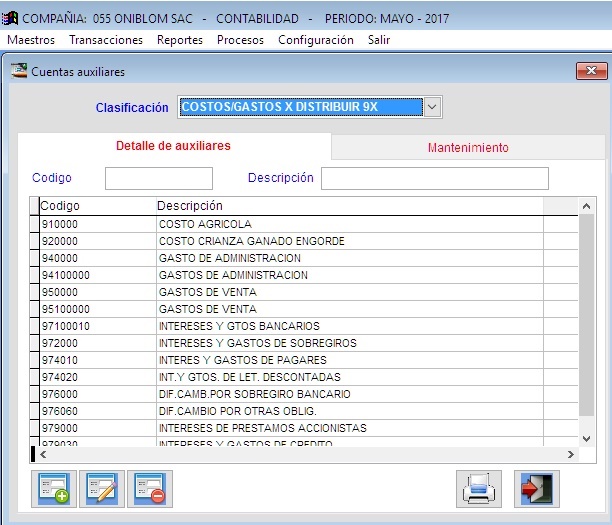 COMPAÑIA: 055 ONIBLOM SAC - CONTABILIDAD - PERIODO: MAYO - 2017
Maestros Transacciones Reportes Procesos Configuración Salir
Cuentas auxiliares
Clasificación COSTOS/GASTOS X DISTRIBUIR 9X
Detalle de auxiliares Mantenimiento
Codigo Descripción
Codigo Descripción
910000 COSTO AGRICOLA
920000 COSTO CRIANZA GANADO ENGORDE
940000 GASTO DE ADMINISTRACION
94100000 GASTOS DE ADMINISTRACION
950000 GASTOS DE VENTA
95100000 GASTOS DE VENTA
97100010 INTERESES Y GTOS BANCARIOS
972000 INTERESES Y GASTOS DE SOBREGIROS
974010 INTERES Y GASTOS DE PAGARES
974020 INT.Y GTOS. DE LET. DESCONTADAS
976000 DIF.CAMB.POR SOBREGIRO BANCARIO
976060 DIF.CAMBIO POR OTRAS OBLIG.
979000 INTERESES DE PRESTAMOS ACCIONISTAS
979030 INTERESES Y GASTOS DE CREDITO